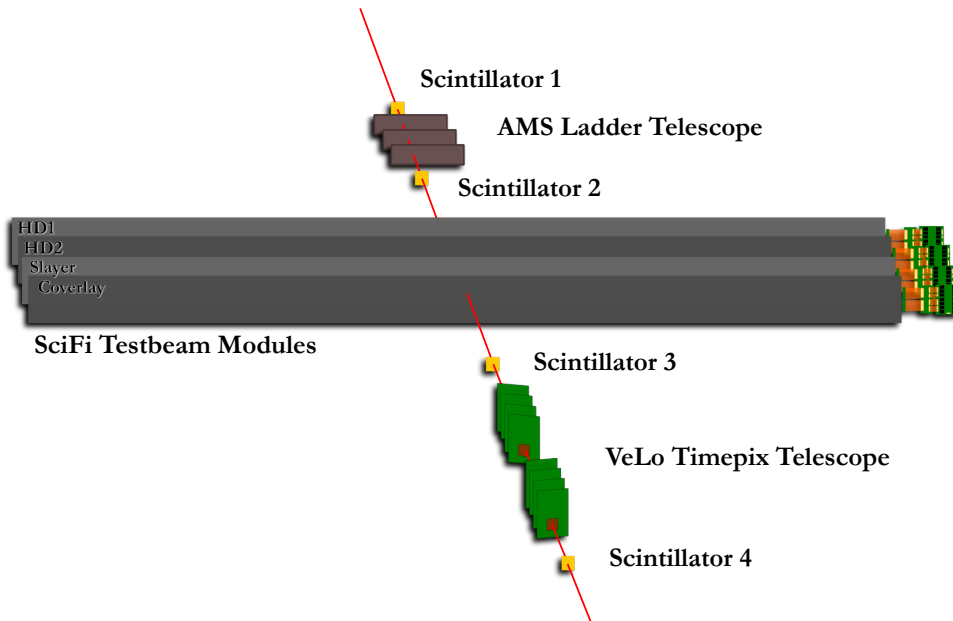 Scintillator 1
AMS Ladder Telescope
Scintillator 2
HD1
HD2
Slayer
Coverlay
SciFi Testbeam Modules
Scintillator 3
VeLo Timepix Telescope
Scintillator 4